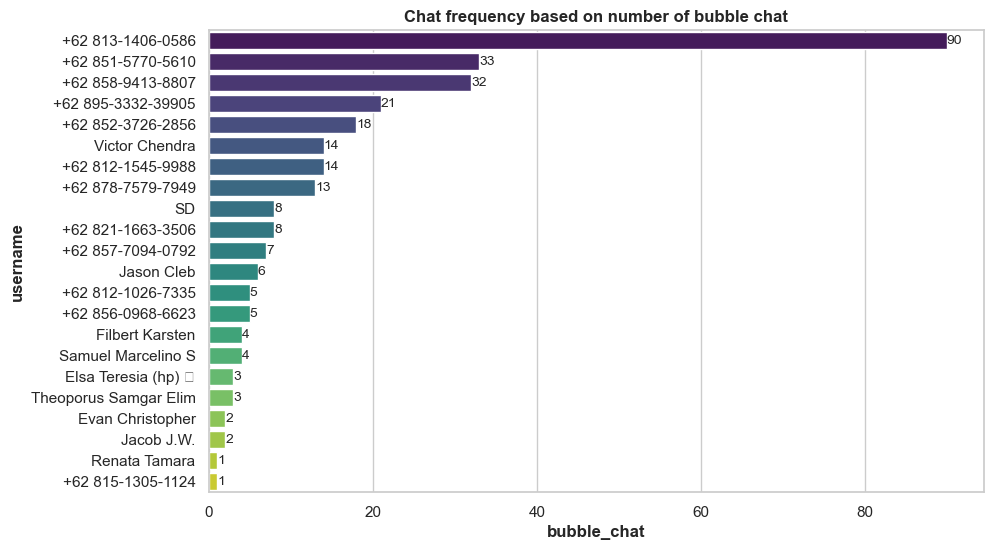 Chat frequency based on number of bubble chat
username
+62 813-1406-0586 90
+62 851-5770-5610 33
+62 858-9413-8807 32
+62 895-3332-39905 21
+62 852-3726-2856 18
Victor Chendra 14
+62 812-1545-9988 14
+62 878-7579-7949 13
SD 8
+62 821-1663-3506 8
+62 857-7094-0792 7
Jason Cleb 6
+62 812-1026-7335 5
+62 856-0968-6623 5
Filbert Karsten 4
Samuel Marcelino S 4
Elsa Teresia (hp) 3
Theoporus Samgar Elim 3
Evan Christopher 2
Jacob J.W. 2
Renata Tamara 1
+62 815-1305-1124 1
0 20 40 60 80
bubble_chat